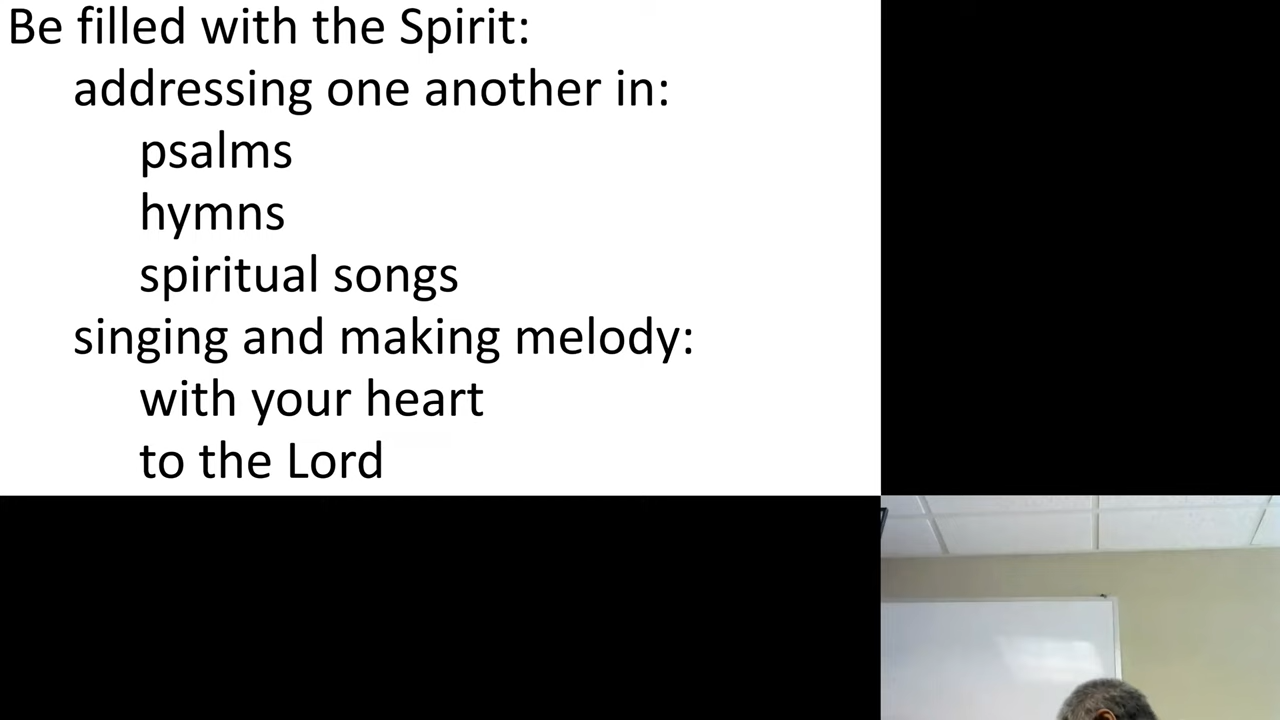 Be filled with the Spirit:
addressing one another in:
psalms
hymns
spiritual songs
singing and making melody:
with your heart
to the Lord